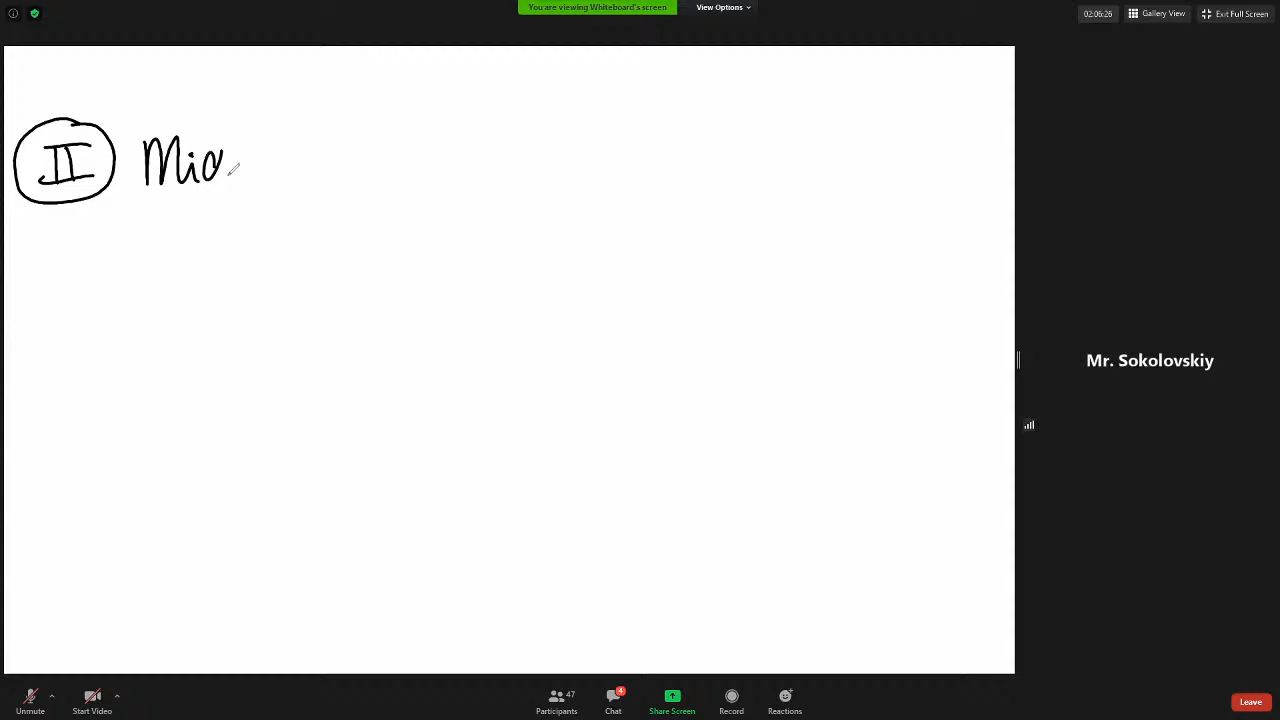 You are viewing Whiteboard's screen View Options 02:06:26 Gallery View Exit Full Screen
II Mio
Mr. Sokolovskiy
47 4
Unmute Start Video Participants Chat Share Screen Record Reactions Leave